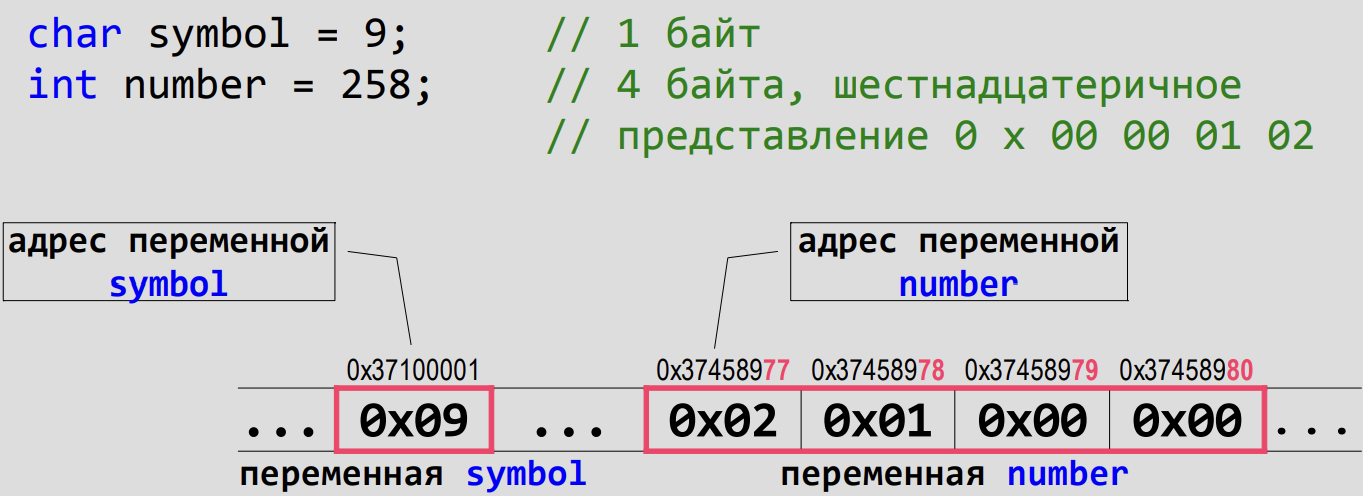 char symbol = 9; // 1 байт
int number = 258; // 4 байта, шестнадцатеричное
// представление 0 x 00 00 01 02
адрес переменной
symbol
адрес переменной
number
0x37100001 0x37458977 0x37458978 0x37458979 0x37458980
... 0x09 ... 0x02 0x01 0x00 0x00 ...
переменная symbol переменная number